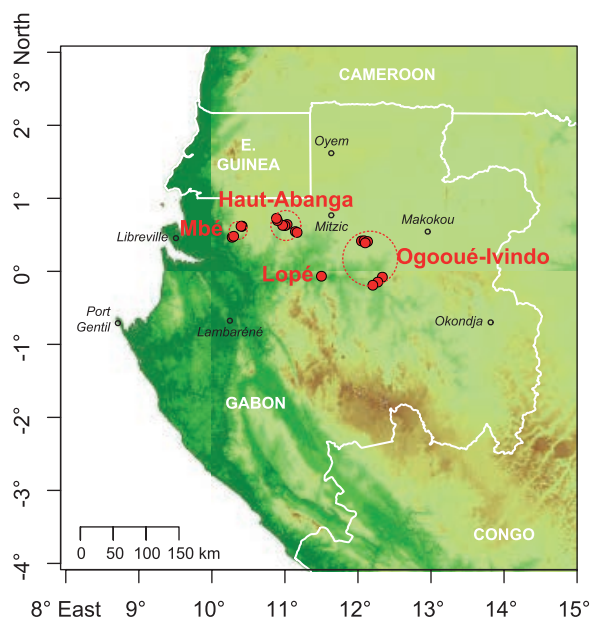 3° North
2°
1°
0°
-1°
-2°
-3°
-4°
CAMEROON
Oyem
E.
GUINEA
Haut-Abanga
Mbé
Mitzic
Makokou
Libreville
Ogooué-Ivindo
Lopé
Port
Gentil
Lambaréné
Okondja
GABON
CONGO
0 50 100 150 km
8° East 9° 10° 11° 12° 13° 14° 15°